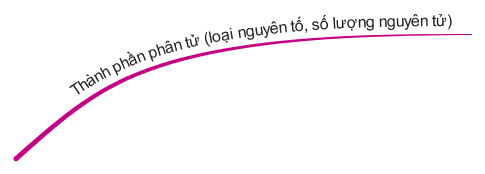 Thành phần phân tử (loại nguyên tố, số lượng nguyên tử)